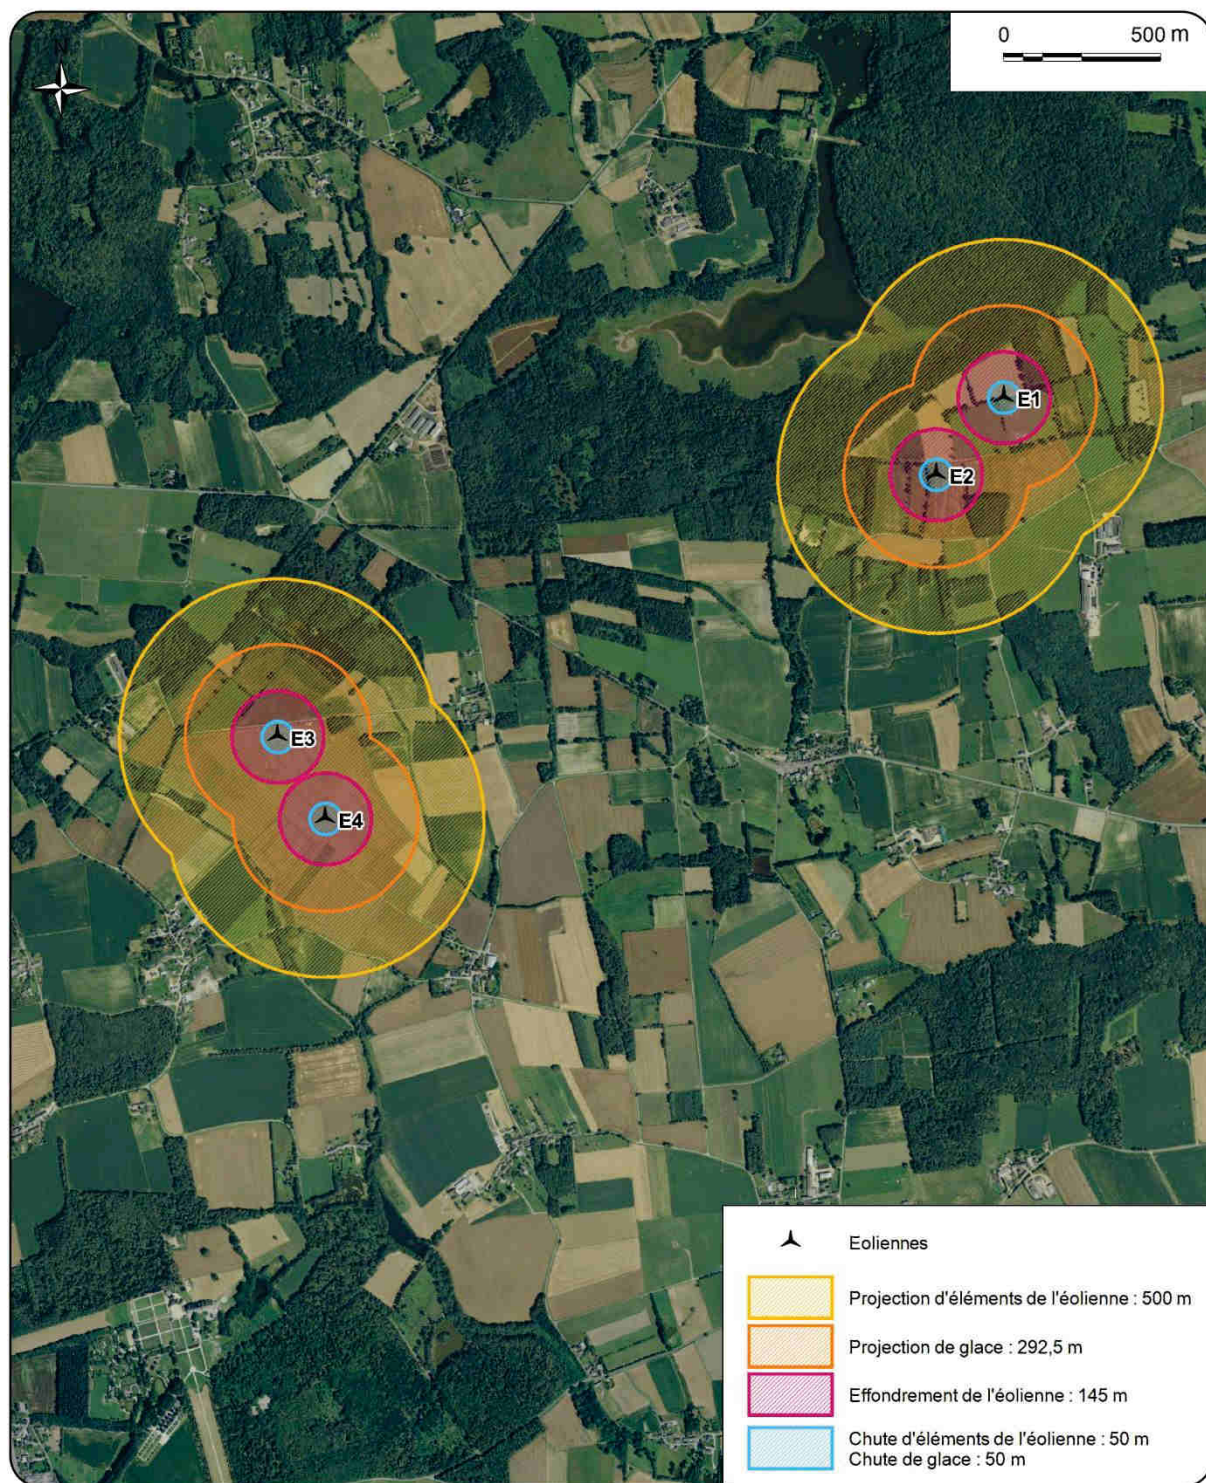 N
0 500 m
E1
E2
E3
E4
Eoliennes
Projection d'éléments de l'éolienne : 500 m
Projection de glace : 292,5 m
Effondrement de l'éolienne : 145 m
Chute d'éléments de l'éolienne : 50 m
Chute de glace : 50 m